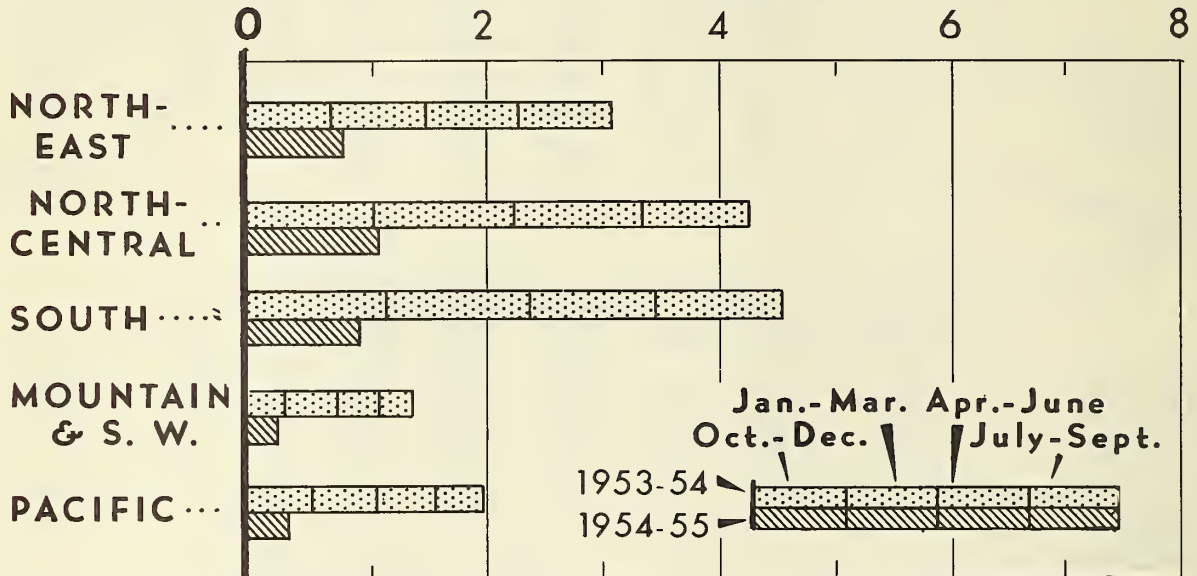 0 2 4 6 8
NORTH-
EAST ....
NORTH-
CENTRAL ..
SOUTH ....
MOUNTAIN
& S. W.
PACIFIC ...
Jan.-Mar. Apr.-June
Oct.-Dec. July-Sept.
1953-54
1954-55